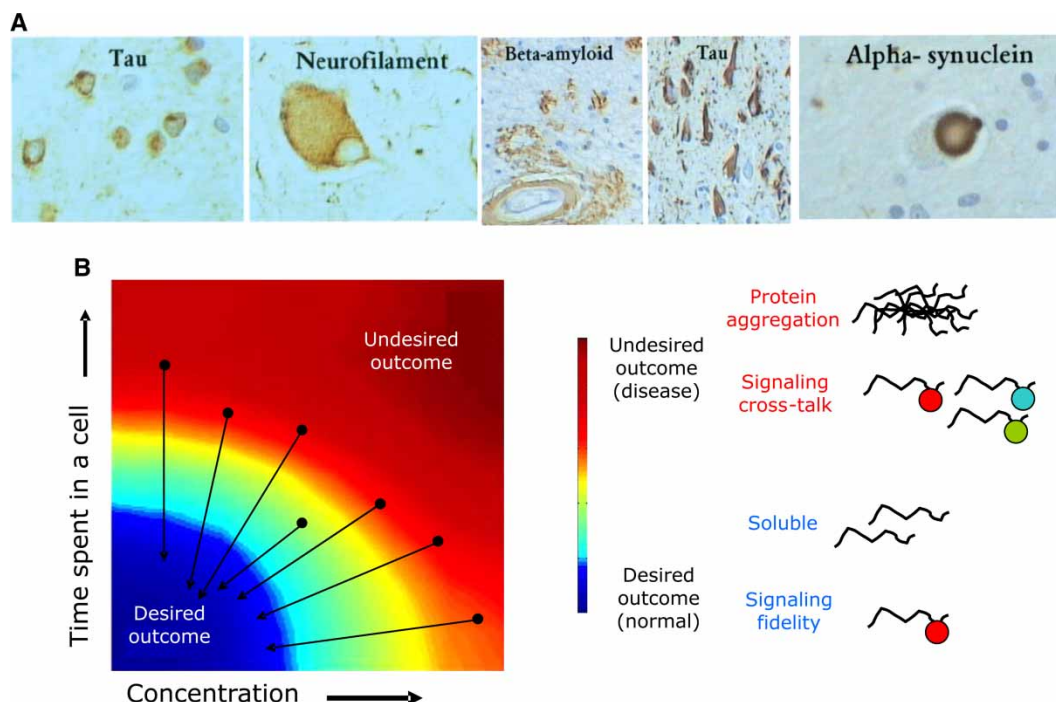 A
Tau
Neurofilament
Beta-amyloid
Tau
Alpha- synuclein
B
Time spent in a cell
Undesired
outcome
Desired
outcome
Concentration
Undesired
outcome
(disease)
Desired
outcome
(normal)
Protein
aggregation
Signaling
cross-talk
Soluble
Signaling
fidelity